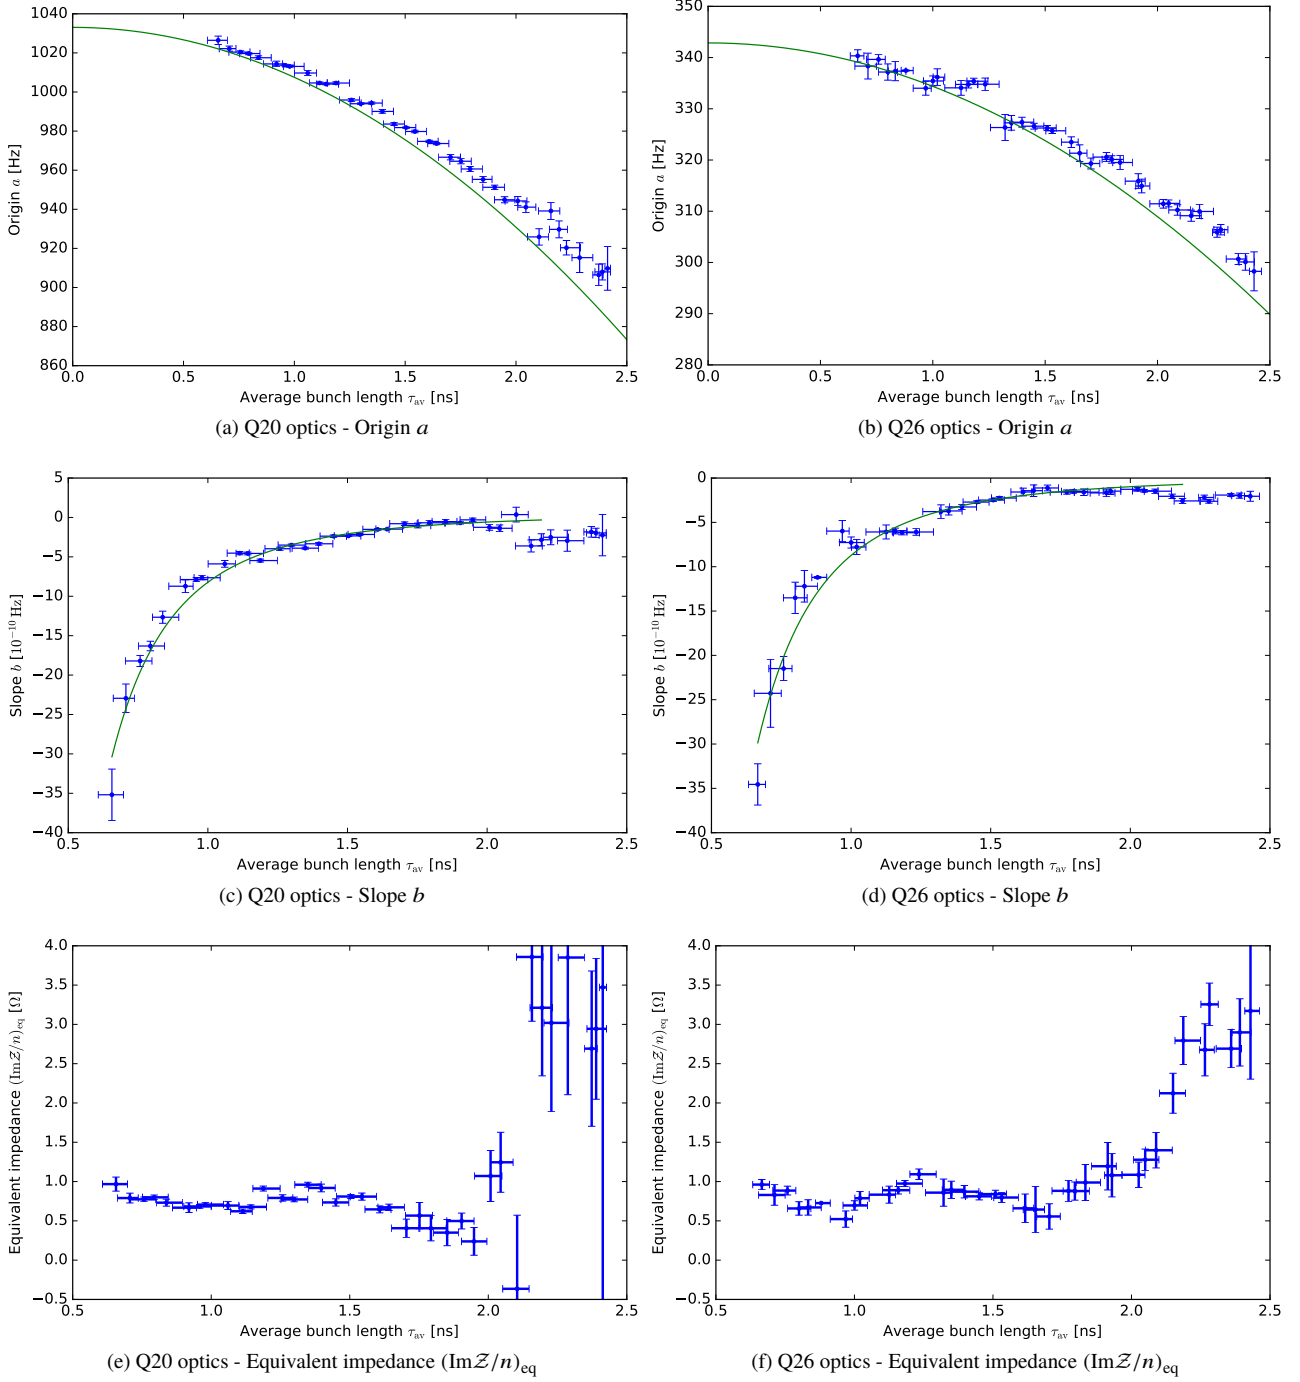 1040
1020
1000
980
960
940
920
900
880
860
Origin a [Hz]
0.0 0.5 1.0 1.5 2.0 2.5
Average bunch length τav [ns]
(a) Q20 optics - Origin a
350
340
330
320
310
300
290
280
Origin a [Hz]
0.0 0.5 1.0 1.5 2.0 2.5
Average bunch length τav [ns]
(b) Q26 optics - Origin a
5
0
−5
−10
−15
−20
−25
−30
−35
−40
Slope b [10⁻¹⁰ Hz]
0.5 1.0 1.5 2.0 2.5
Average bunch length τav [ns]
(c) Q20 optics - Slope b
0
−5
−10
−15
−20
−25
−30
−35
−40
Slope b [10⁻¹⁰ Hz]
0.5 1.0 1.5 2.0 2.5
Average bunch length τav [ns]
(d) Q26 optics - Slope b
4.0
3.5
3.0
2.5
2.0
1.5
1.0
0.5
0.0
−0.5
Equivalent impedance (ImZ/n)eq [Ω]
0.5 1.0 1.5 2.0 2.5
Average bunch length τav [ns]
(e) Q20 optics - Equivalent impedance (ImZ/n)eq
4.0
3.5
3.0
2.5
2.0
1.5
1.0
0.5
0.0
−0.5
Equivalent impedance (ImZ/n)eq [Ω]
0.5 1.0 1.5 2.0 2.5
Average bunch length τav [ns]
(f) Q26 optics - Equivalent impedance (ImZ/n)eq